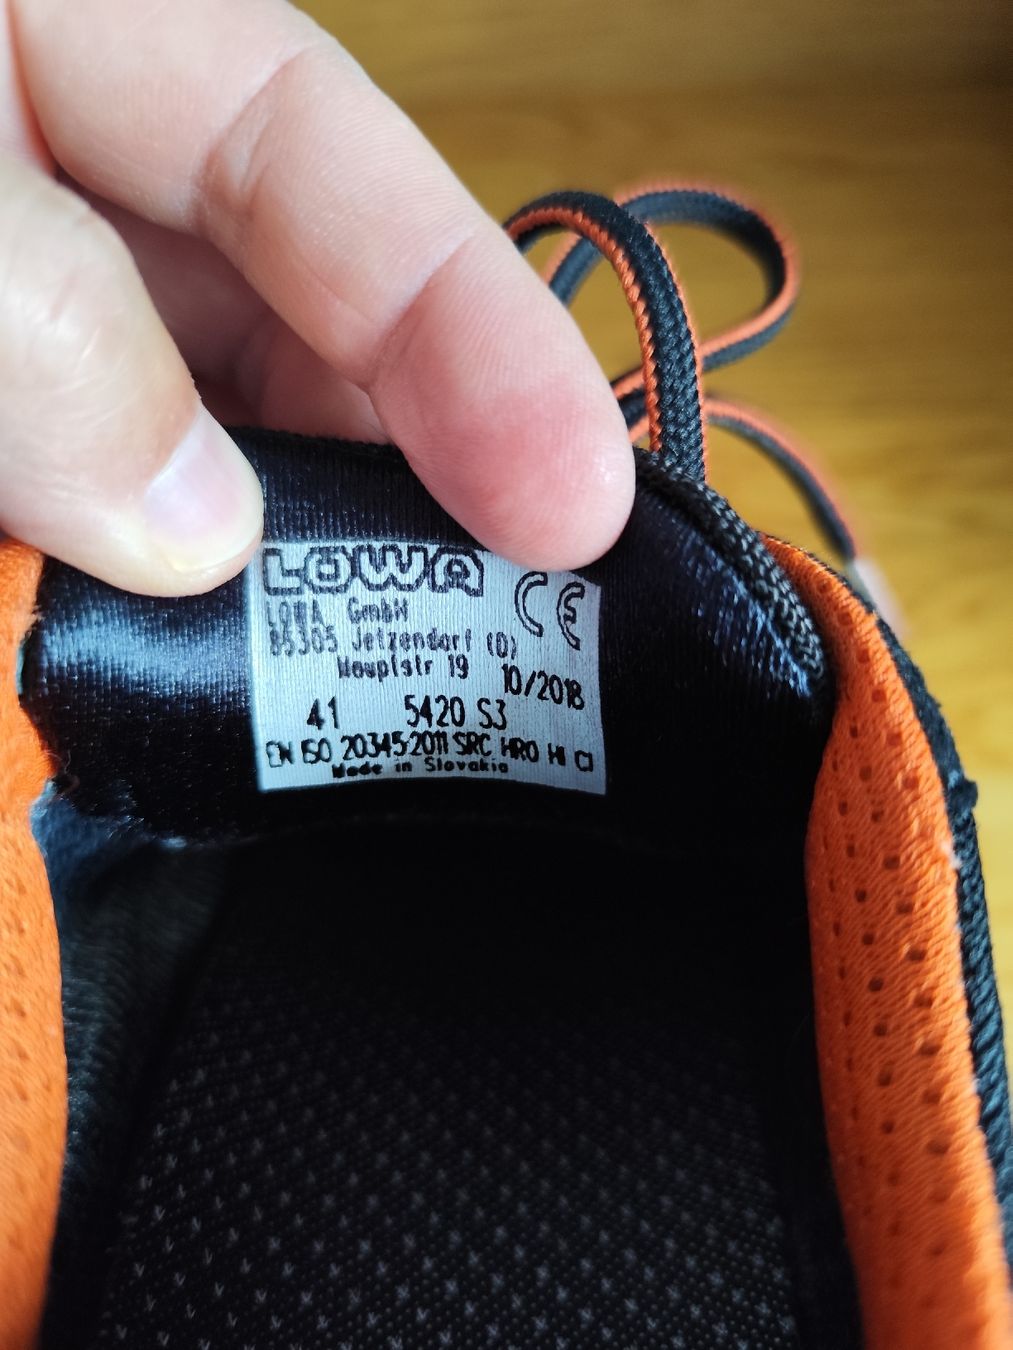 LOWA
CE
LOWA GmbH
85305 Jetzendorf (D)
Hauptstr 19
10/2018
41 5420 S3
EN ISO 20345:2011 SRC HRO HI CI
Made in Slovakia